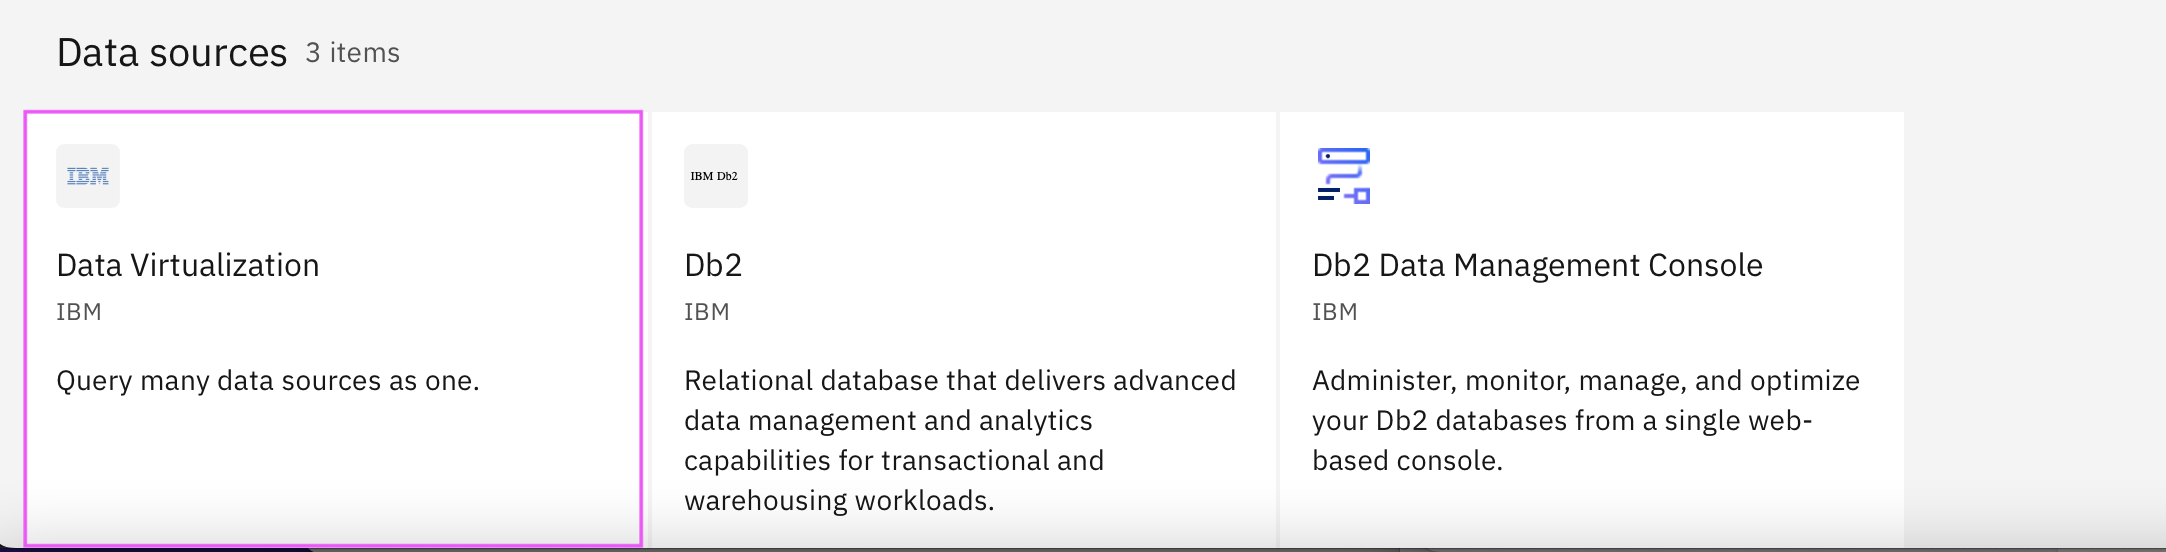 Data sources 3 items
IBM
Data Virtualization
IBM
Query many data sources as one.
IBM Db2
Db2
IBM
Relational database that delivers advanced
data management and analytics
capabilities for transactional and
warehousing workloads.
Db2 Data Management Console
IBM
Administer, monitor, manage, and optimize
your Db2 databases from a single web-
based console.